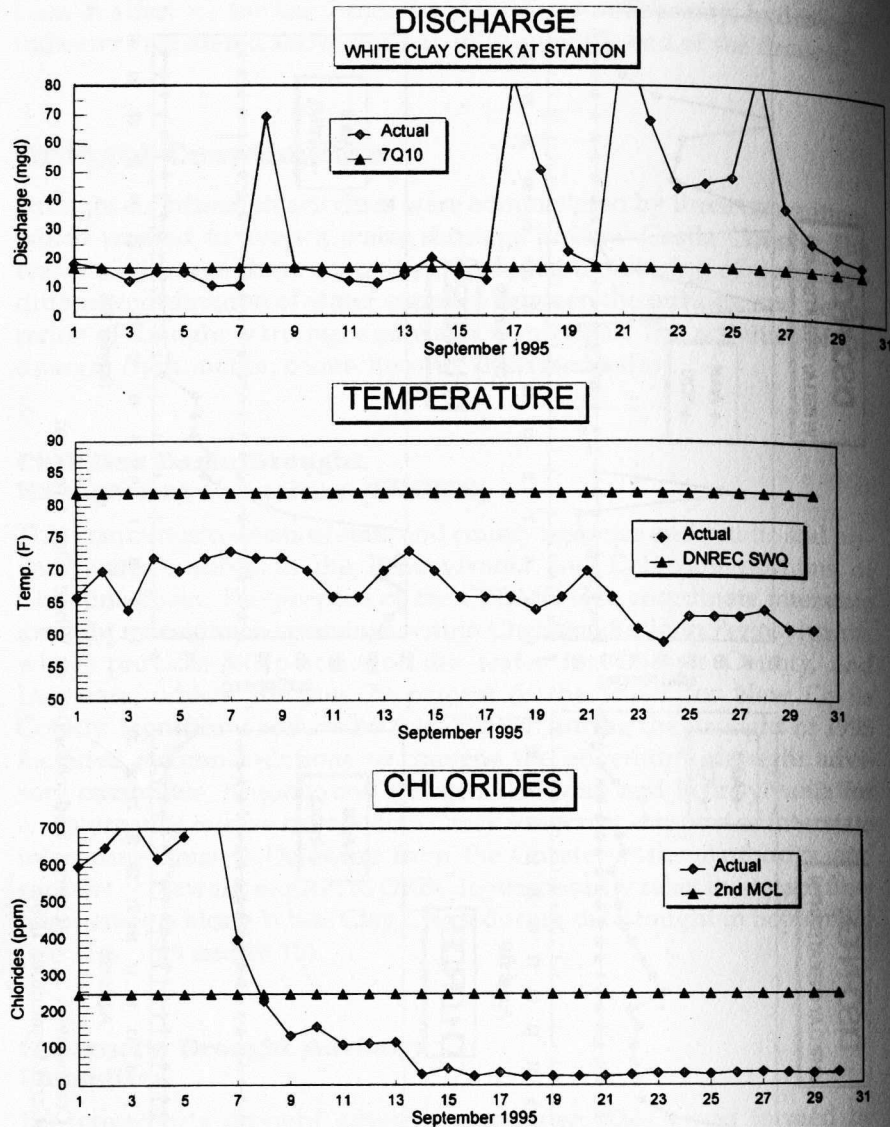 DISCHARGE
WHITE CLAY CREEK AT STANTON
80
70
60
50
40
30
20
10
0
Discharge (mgd)
Actual
7Q10
1 3 5 7 9 11 13 15 17 19 21 23 25 27 29 31
September 1995
TEMPERATURE
90
85
80
75
70
65
60
55
50
Temp. (F)
Actual
DNREC SWQ
1 3 5 7 9 11 13 15 17 19 21 23 25 27 29 31
September 1995
CHLORIDES
700
600
500
400
300
200
100
0
Chlorides (ppm)
Actual
2nd MCL
1 3 5 7 9 11 13 15 17 19 21 23 25 27 29 31
September 1995